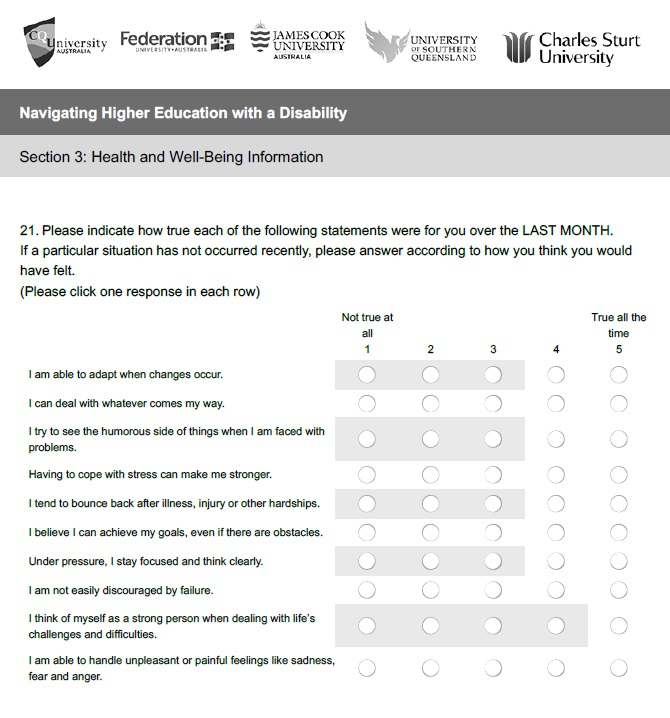 CQ
University
AUSTRALIA
Federation
UNIVERSITY•AUSTRALIA
JAMES COOK
UNIVERSITY
AUSTRALIA
UNIVERSITY
OF SOUTHERN
QUEENSLAND
Charles Sturt
University
Navigating Higher Education with a Disability
Section 3: Health and Well-Being Information
21. Please indicate how true each of the following statements were for you over the LAST MONTH.
If a particular situation has not occurred recently, please answer according to how you think you would
have felt.
(Please click one response in each row)
Not true at
all
1
2
3
4
True all the
time
5
I am able to adapt when changes occur.
I can deal with whatever comes my way.
I try to see the humorous side of things when I am faced with
problems.
Having to cope with stress can make me stronger.
I tend to bounce back after illness, injury or other hardships.
I believe I can achieve my goals, even if there are obstacles.
Under pressure, I stay focused and think clearly.
I am not easily discouraged by failure.
I think of myself as a strong person when dealing with life's
challenges and difficulties.
I am able to handle unpleasant or painful feelings like sadness,
fear and anger.